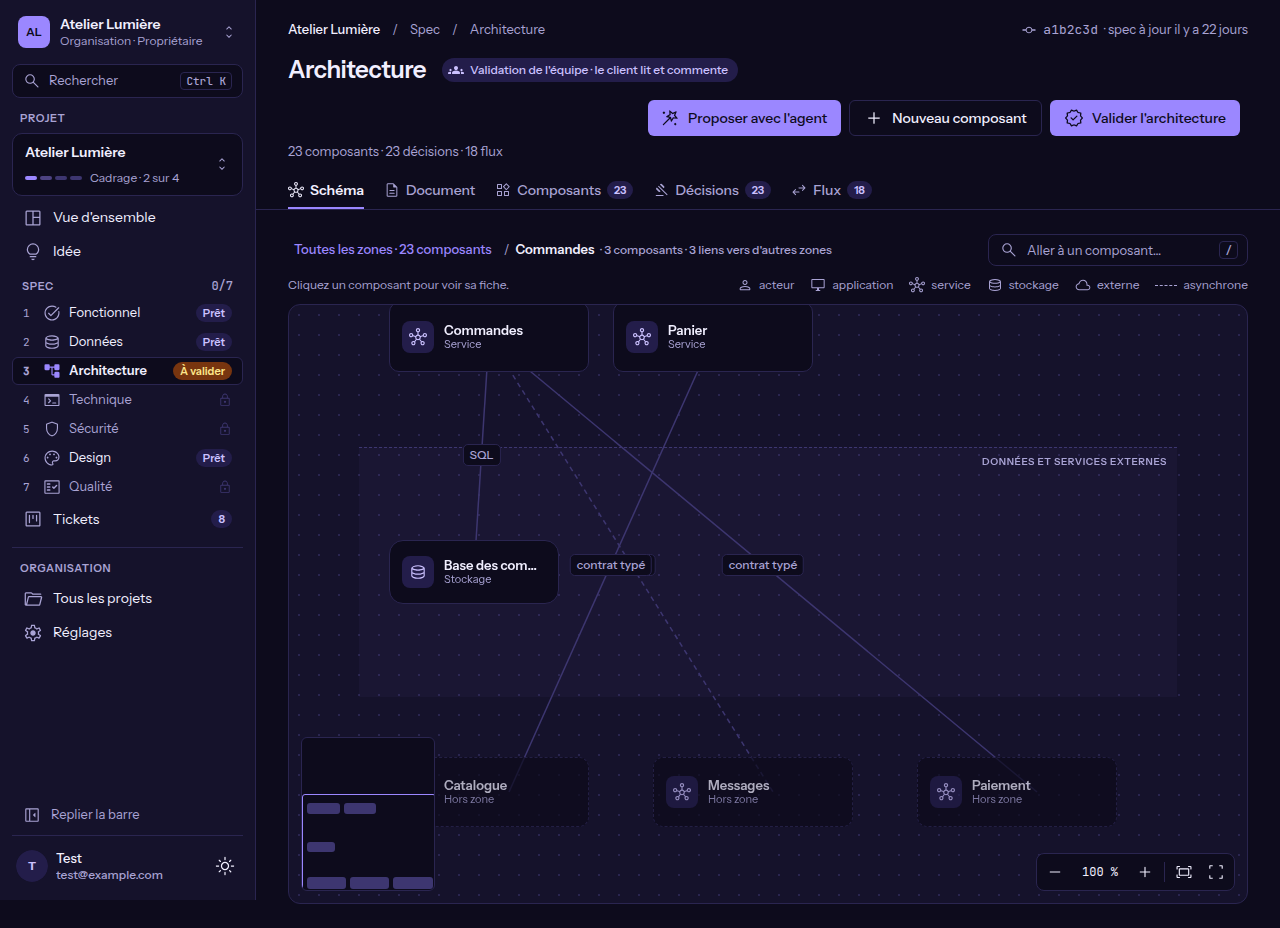 AL
Atelier Lumière
Organisation · Propriétaire
Rechercher
Ctrl K
PROJET
Atelier Lumière
Cadrage · 2 sur 4
Vue d'ensemble
Idée
SPEC 0/7
1 Fonctionnel Prêt
2 Données Prêt
3 Architecture À valider
4 Technique
5 Sécurité
6 Design Prêt
7 Qualité
Tickets 8
ORGANISATION
Tous les projets
Réglages
Replier la barre
T
Test
test@example.com
Atelier Lumière / Spec / Architecture
a1b2c3d · spec à jour il y a 22 jours
Architecture
Validation de l'équipe · le client lit et commente
Proposer avec l'agent
Nouveau composant
Valider l'architecture
23 composants · 23 décisions · 18 flux
Schéma
Document
Composants 23
Décisions 23
Flux 18
Toutes les zones · 23 composants / Commandes · 3 composants · 3 liens vers d'autres zones
Aller à un composant… /
Cliquez un composant pour voir sa fiche.
acteur
application
service
stockage
externe
asynchrone
Commandes
Service
Panier
Service
SQL
DONNÉES ET SERVICES EXTERNES
Base des com…
Stockage
contrat typé
contrat typé
Catalogue
Hors zone
Messages
Hors zone
Paiement
Hors zone
100 %